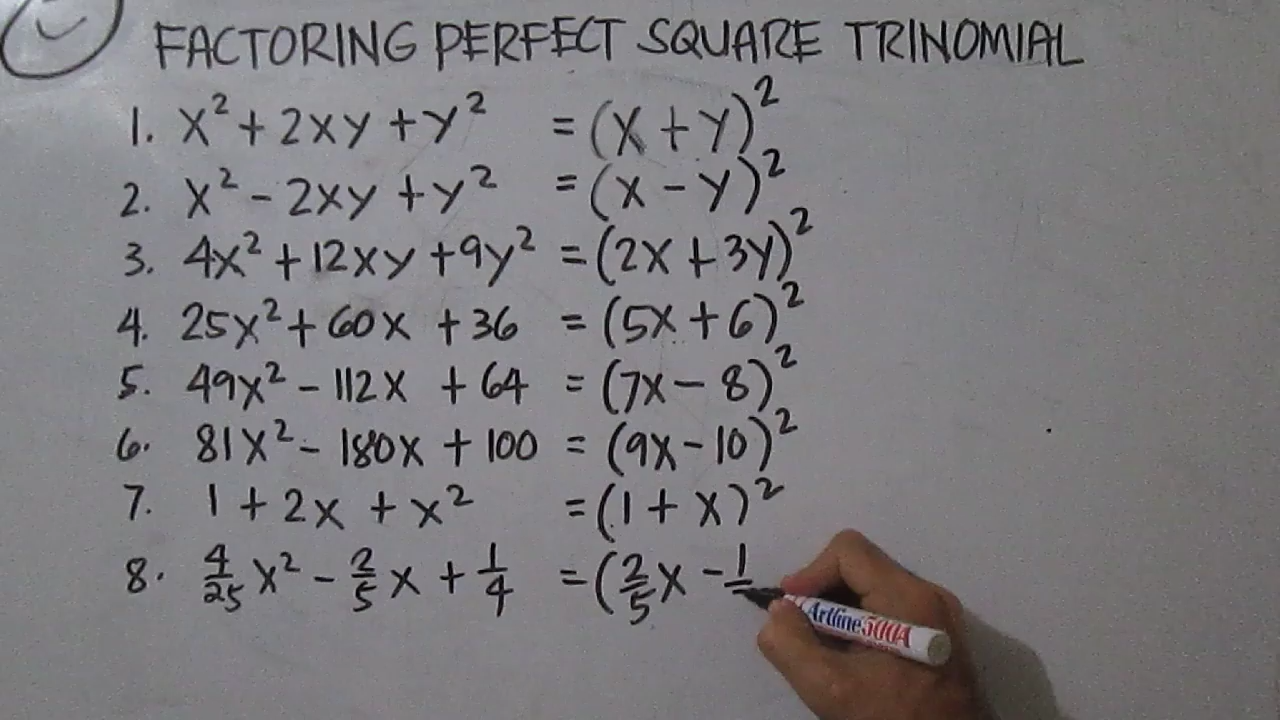 FACTORING PERFECT SQUARE TRINOMIAL
1. x² + 2xy + y² = (x + y)²
2. x² - 2xy + y² = (x - y)²
3. 4x² + 12xy + 9y² = (2x + 3y)²
4. 25x² + 60x + 36 = (5x + 6)²
5. 49x² - 112x + 64 = (7x - 8)²
6. 81x² - 180x + 100 = (9x - 10)²
7. 1 + 2x + x² = (1 + x)²
8. 4/25 x² - 2/5 x + 1/4 = (2/5 x - 1/
Artline 500A